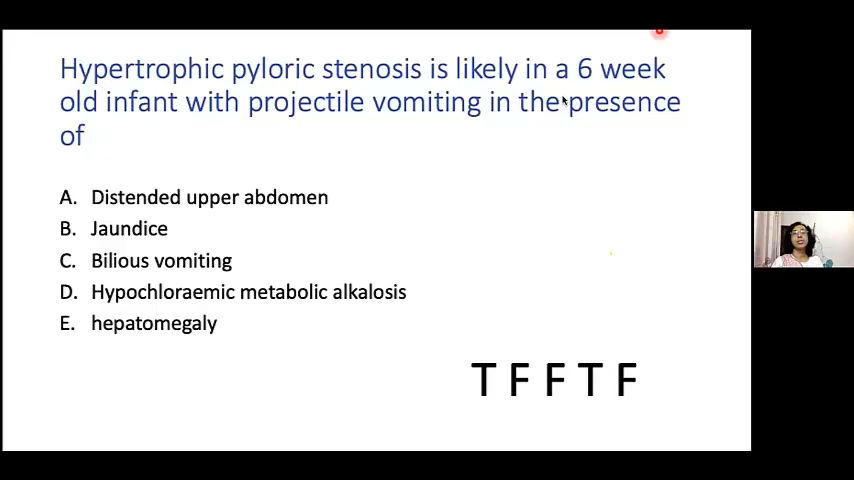 Hypertrophic pyloric stenosis is likely in a 6 week
old infant with projectile vomiting in the presence
of
A. Distended upper abdomen
B. Jaundice
C. Bilious vomiting
D. Hypochloraemic metabolic alkalosis
E. hepatomegaly
T F F T F